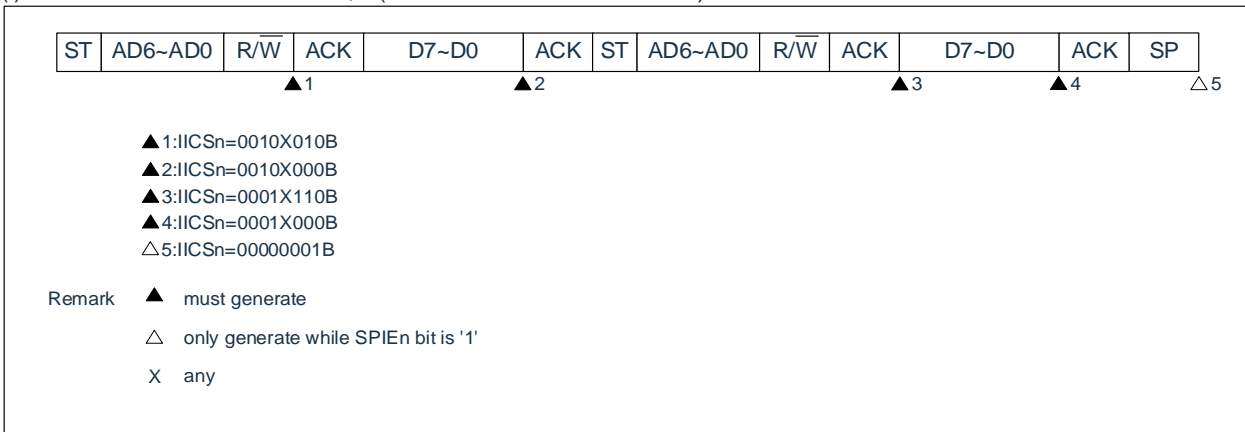 ST AD6~AD0 R/W ACK D7~D0 ACK ST AD6~AD0 R/W ACK D7~D0 ACK SP
▲1 ▲2 ▲3 ▲4 △5
▲1:IICSn=0010X010B
▲2:IICSn=0010X000B
▲3:IICSn=0001X110B
▲4:IICSn=0001X000B
△5:IICSn=00000001B
Remark ▲ must generate
△ only generate while SPIEn bit is '1'
X any